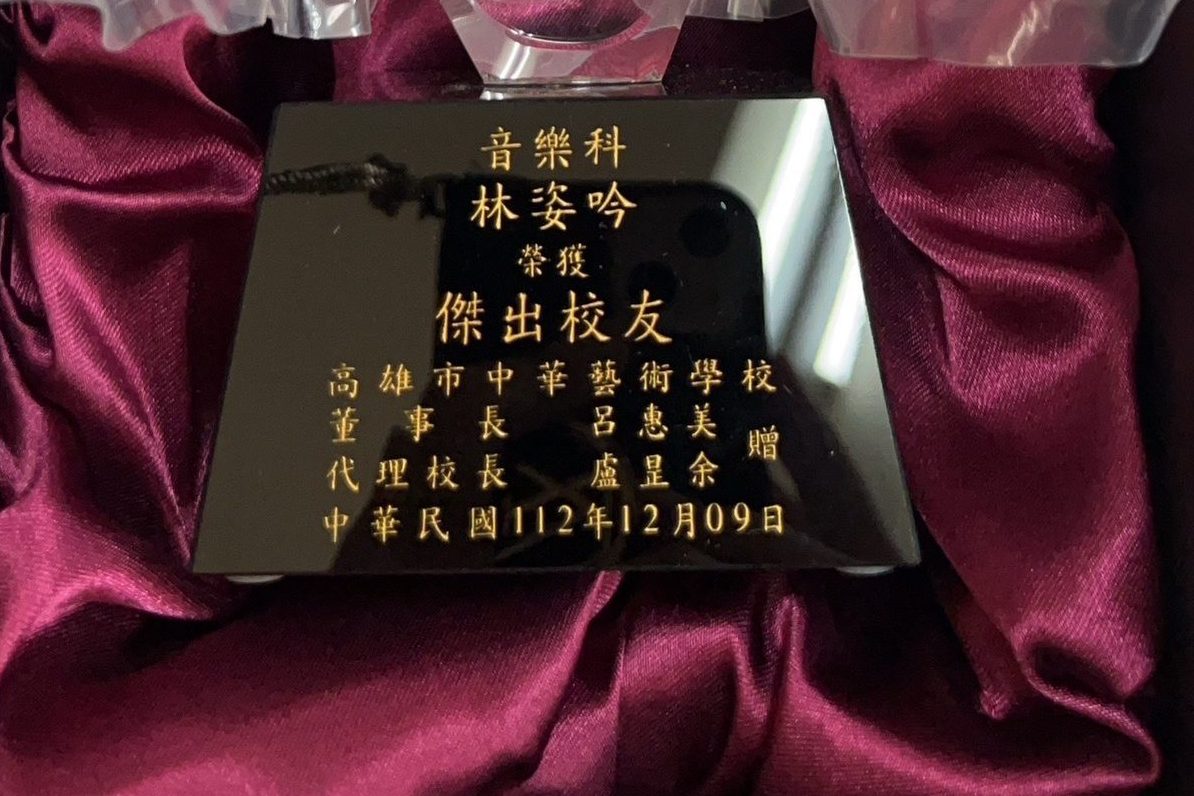 音樂科
林姿吟
榮獲
傑出校友
高雄市中華藝術學校
董事長 呂惠美
代理校長 盧昰余 贈
中華民國112年12月09日